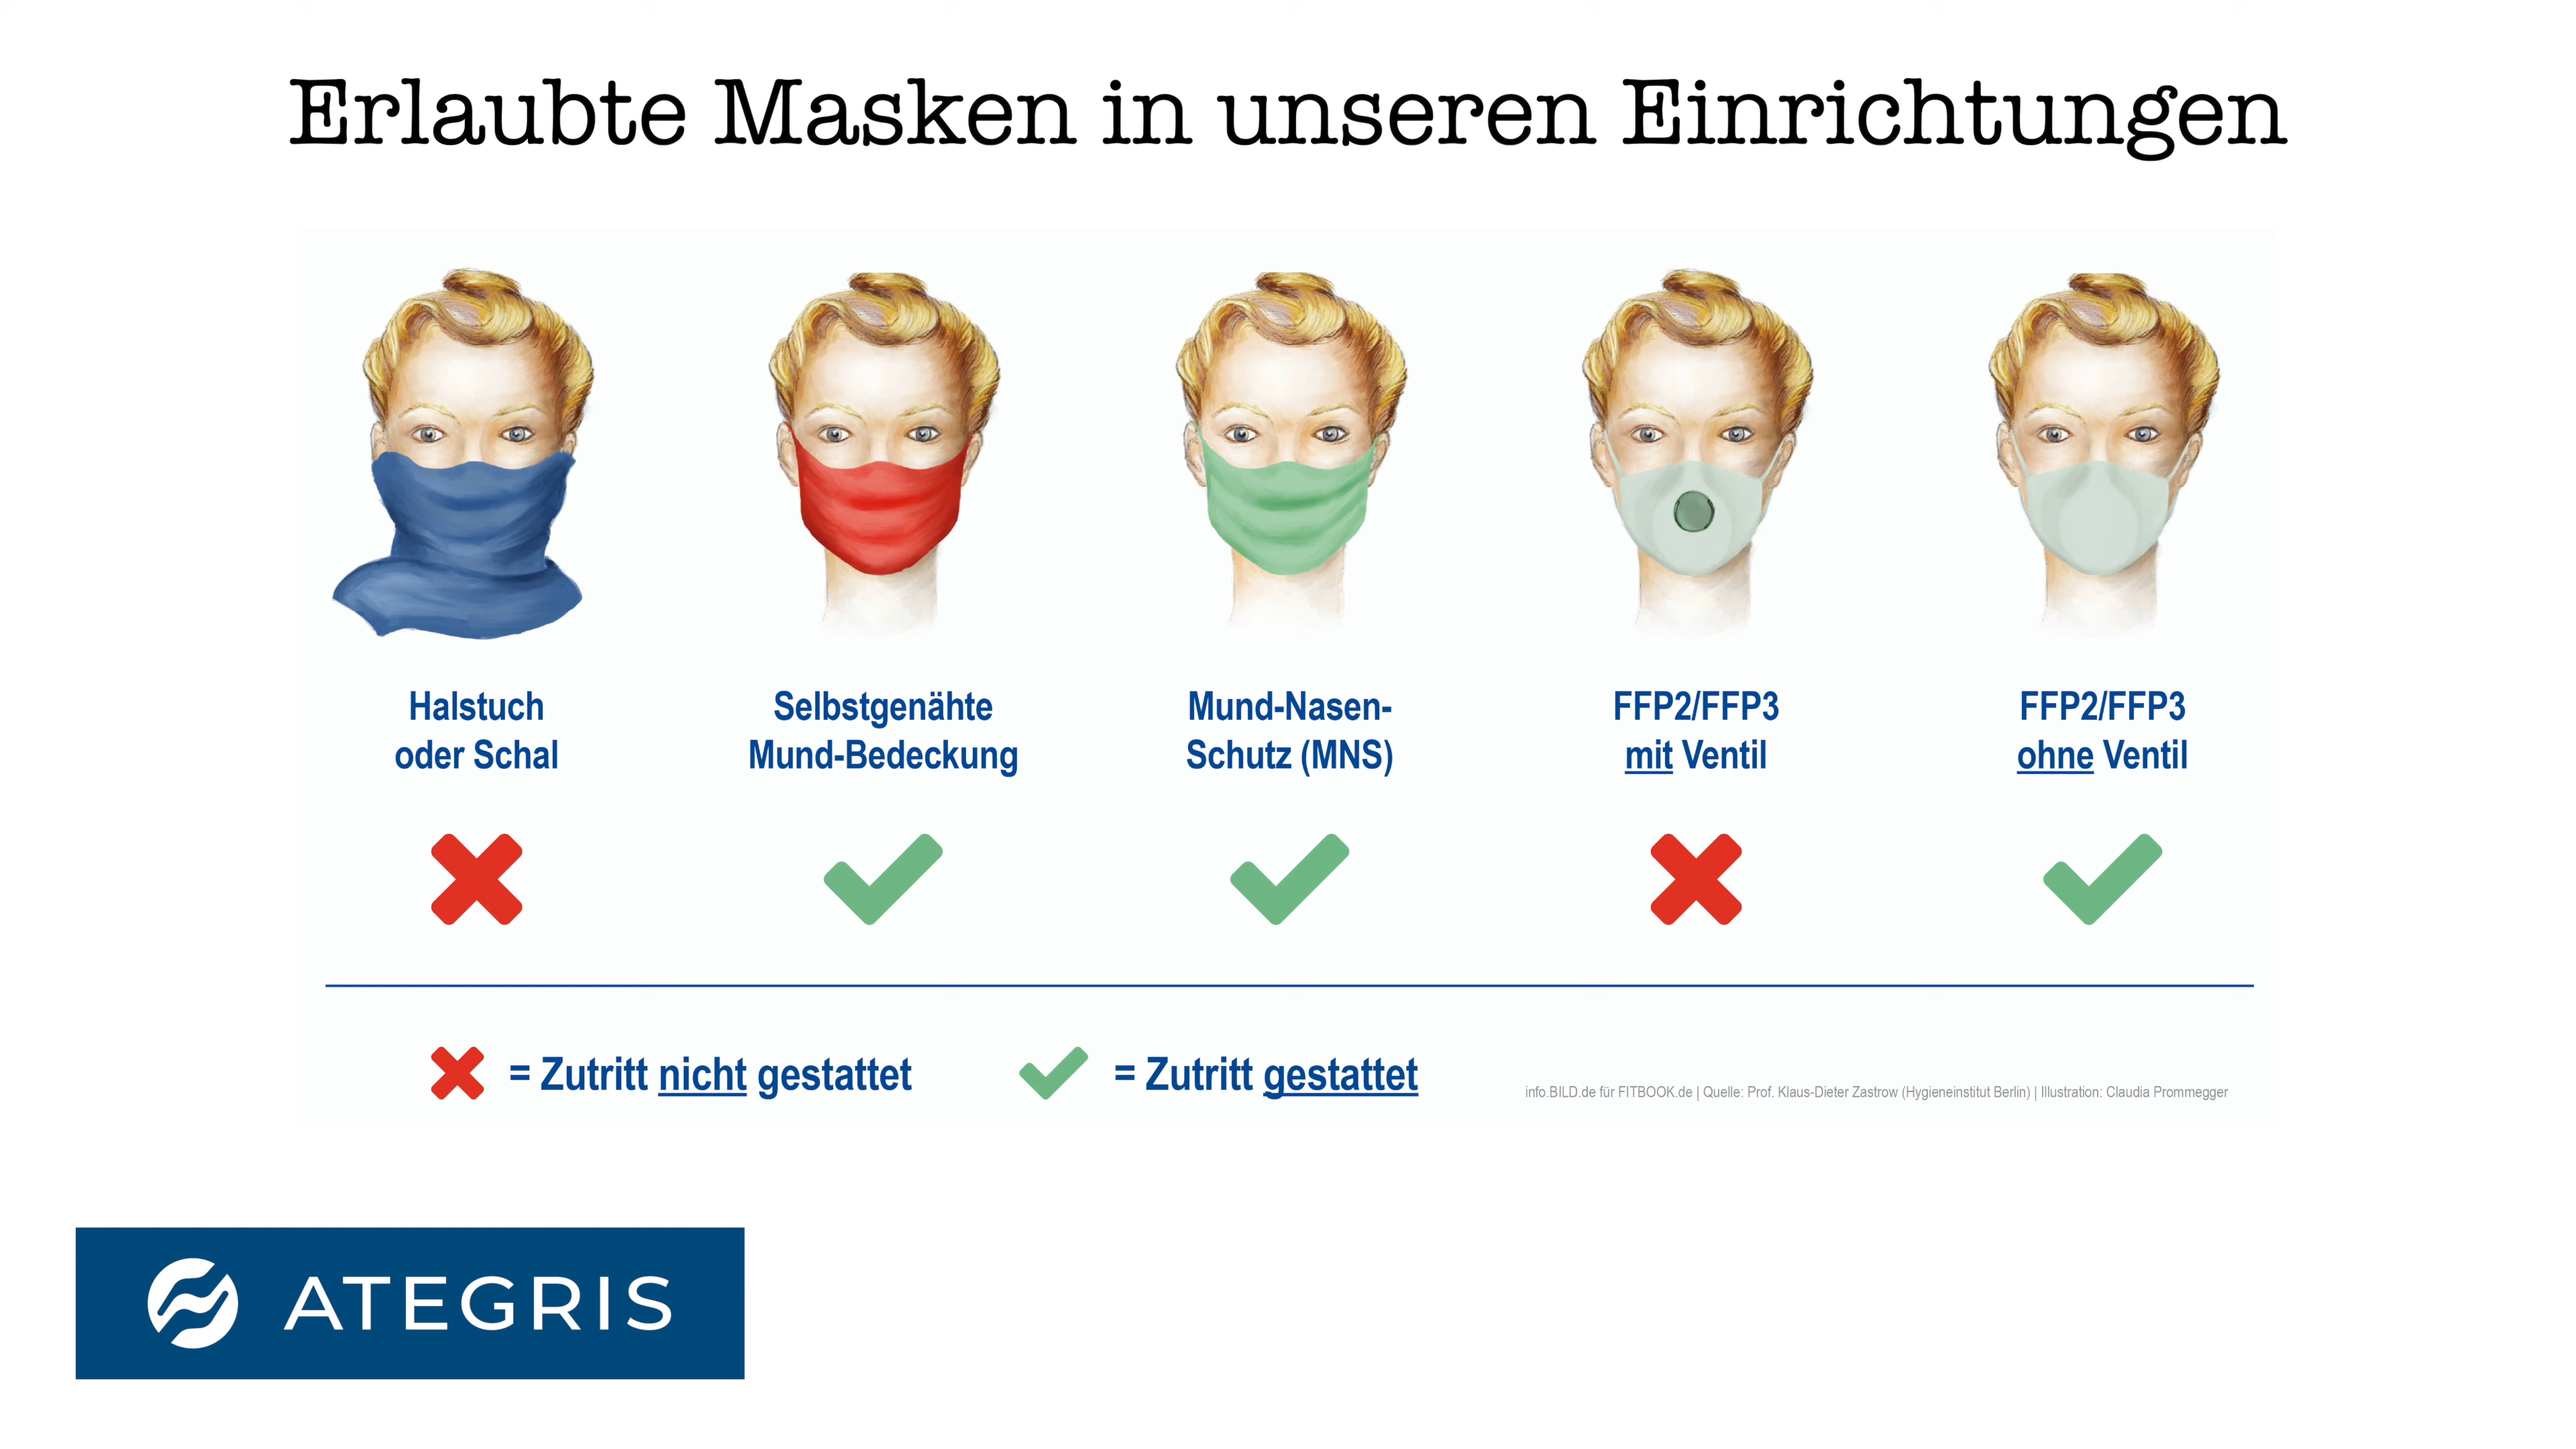 Erlaubte Masken in unseren Einrichtungen
Halstuch
oder Schal
Selbstgenähte
Mund-Bedeckung
Mund-Nasen-
Schutz (MNS)
FFP2/FFP3
mit Ventil
FFP2/FFP3
ohne Ventil
= Zutritt nicht gestattet
= Zutritt gestattet
info.BILD.de für FITBOOK.de | Quelle: Prof. Klaus-Dieter Zastrow (Hygieneinstitut Berlin) | Illustration: Claudia Prommegger
ATEGRIS